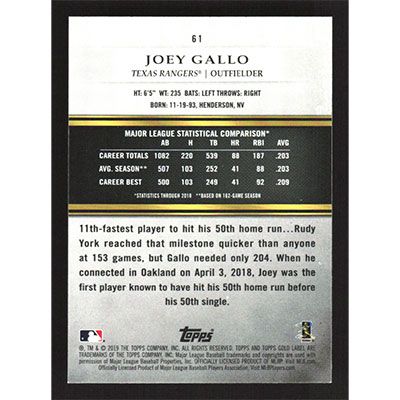 61
JOEY GALLO
TEXAS RANGERS® | OUTFIELDER
HT: 6'5" WT: 235 BATS: LEFT THROWS: RIGHT
BORN: 11-19-93, HENDERSON, NV
MAJOR LEAGUE STATISTICAL COMPARISON*
AB H TB HR RBI AVG
CAREER TOTALS 1082 220 539 88 187 .203
AVG. SEASON** 507 103 252 41 88 .203
CAREER BEST 500 103 249 41 92 .209
*STATISTICS THROUGH 2018 **BASED ON 162-GAME SEASON
11th-fastest player to hit his 50th home run...Rudy
York reached that milestone quicker than anyone
at 153 games, but Gallo needed only 204. When he
connected in Oakland on April 3, 2018, Joey was the
first player known to have hit his 50th home run before
his 50th single.
Topps
®, TM & © 2019 THE TOPPS COMPANY, INC. ALL RIGHTS RESERVED. TOPPS AND TOPPS GOLD LABEL ARE
TRADEMARKS OF THE TOPPS COMPANY, INC. Major League Baseball trademarks and copyrights are used with
permission of Major League Baseball Properties, Inc. OFFICIALLY LICENSED PRODUCT OF MLBP. Visit MLB.com.
Officially Licensed Product of Major League Baseball Players Association. Visit MLBPlayers.com